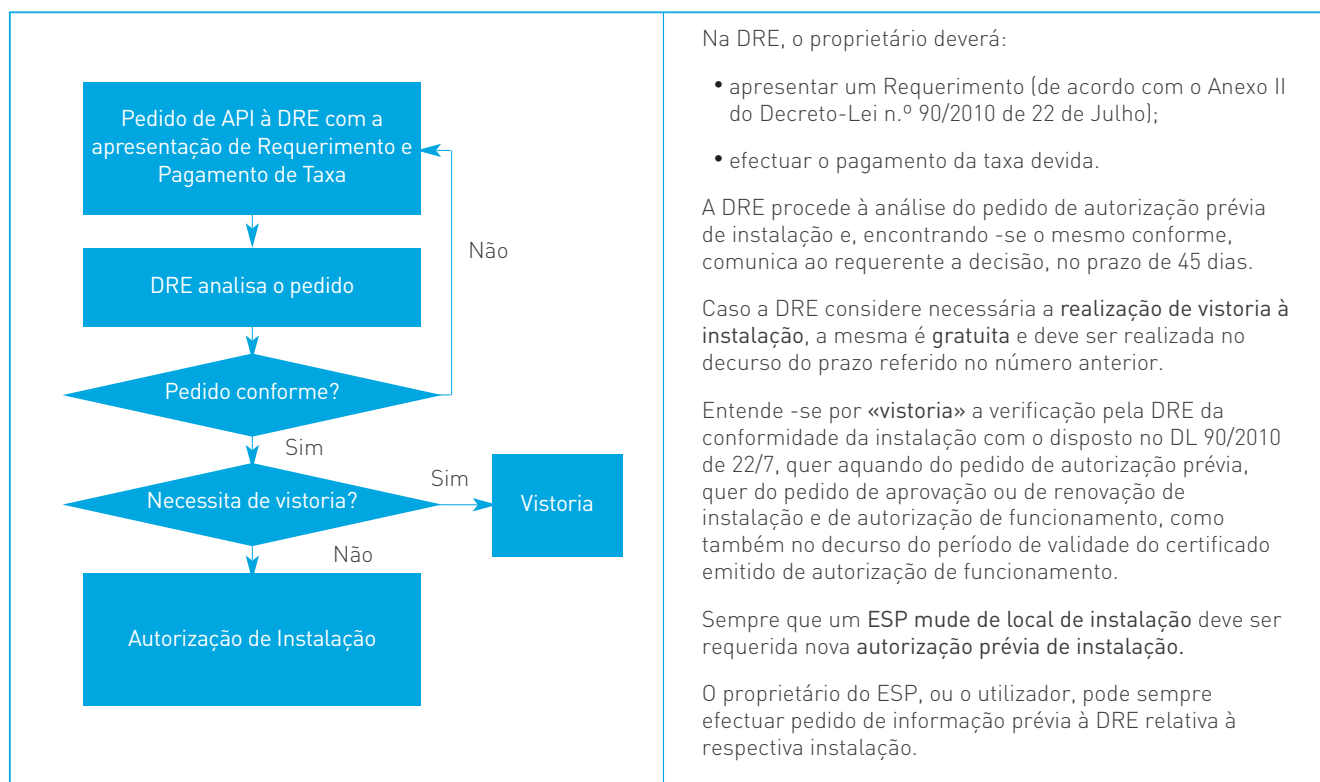 Pedido de API à DRE com a
apresentação de Requerimento e
Pagamento de Taxa
Não
DRE analisa o pedido
Pedido conforme?
Sim
Necessita de vistoria?
Sim
Vistoria
Não
Autorização de Instalação
Na DRE, o proprietário deverá:
• apresentar um Requerimento (de acordo com o Anexo II
do Decreto-Lei n.º 90/2010 de 22 de Julho);
• efectuar o pagamento da taxa devida.
A DRE procede à análise do pedido de autorização prévia
de instalação e, encontrando -se o mesmo conforme,
comunica ao requerente a decisão, no prazo de 45 dias.
Caso a DRE considere necessária a realização de vistoria à
instalação, a mesma é gratuita e deve ser realizada no
decurso do prazo referido no número anterior.
Entende -se por «vistoria» a verificação pela DRE da
conformidade da instalação com o disposto no DL 90/2010
de 22/7, quer aquando do pedido de autorização prévia,
quer do pedido de aprovação ou de renovação de
instalação e de autorização de funcionamento, como
também no decurso do período de validade do certificado
emitido de autorização de funcionamento.
Sempre que um ESP mude de local de instalação deve ser
requerida nova autorização prévia de instalação.
O proprietário do ESP, ou o utilizador, pode sempre
efectuar pedido de informação prévia à DRE relativa à
respectiva instalação.